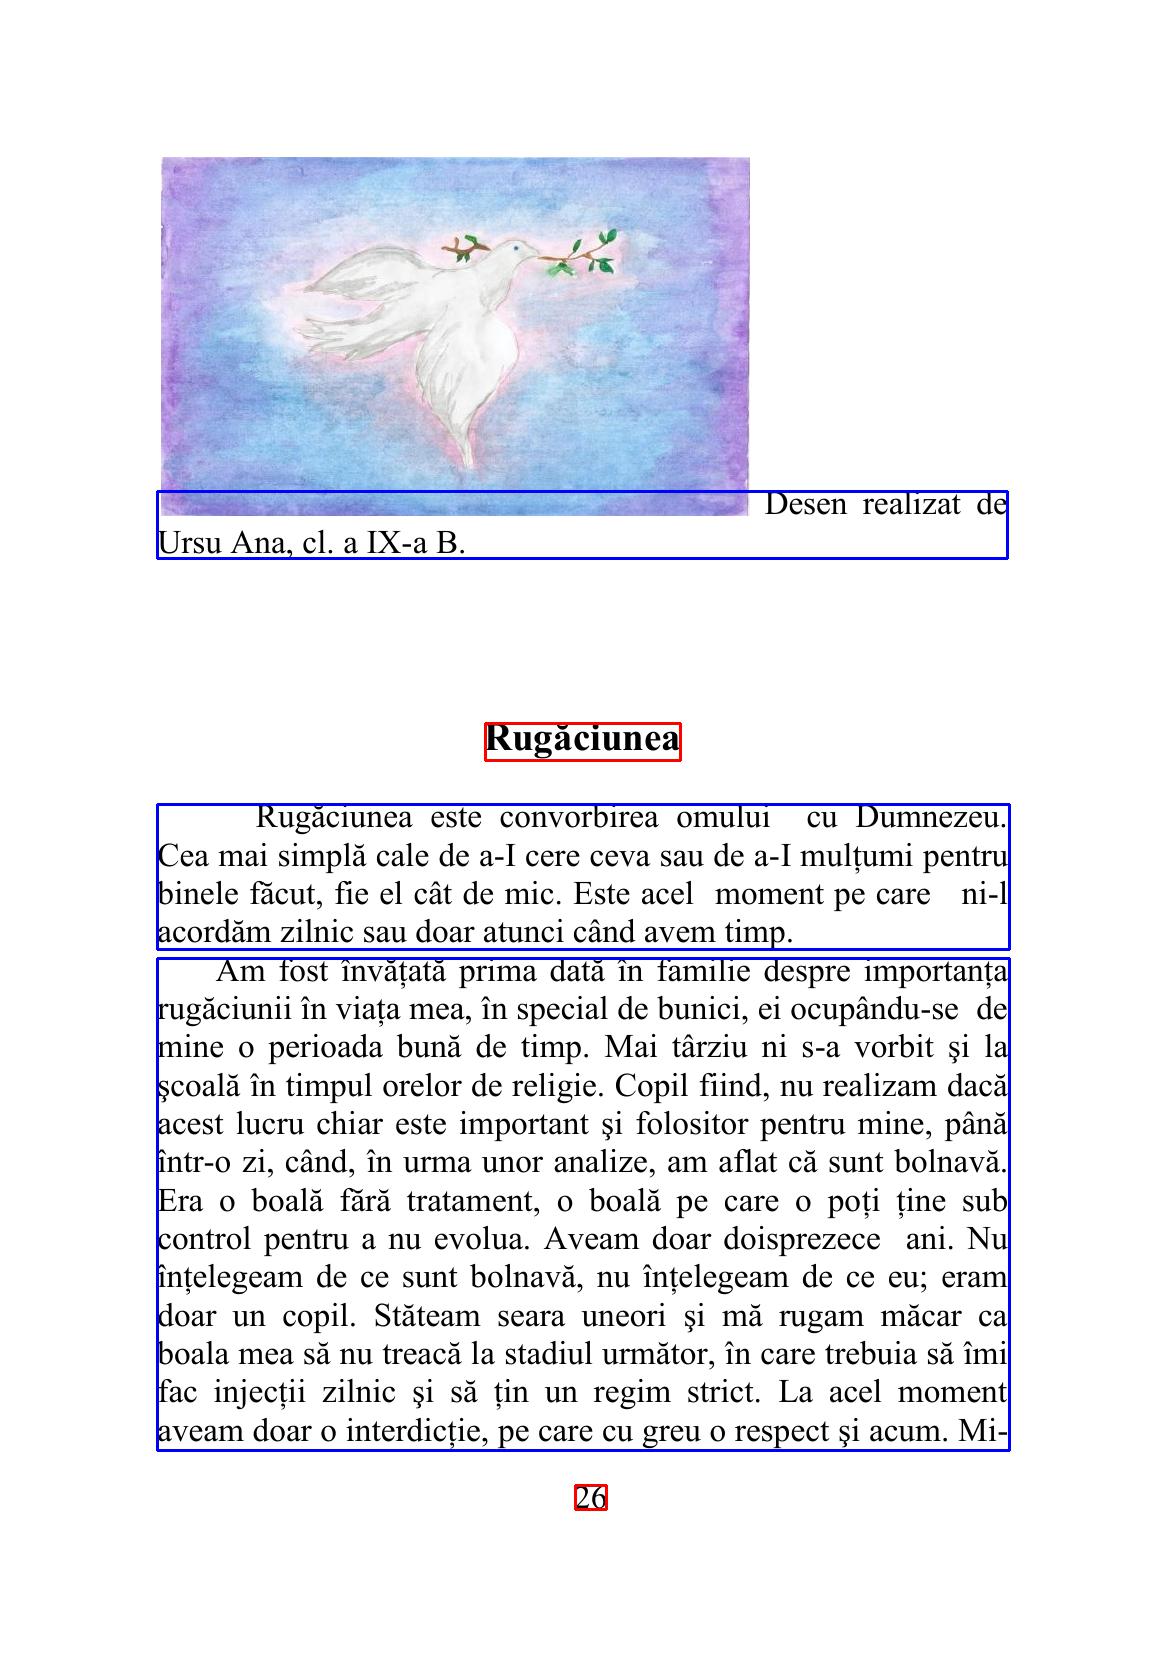 Desen realizat de
Ursu Ana, cl. a IX-a B.
Rugăciunea
Rugăciunea este convorbirea omului cu Dumnezeu.
Cea mai simplă cale de a-I cere ceva sau de a-I mulțumi pentru
binele făcut, fie el cât de mic. Este acel moment pe care ni-l
acordăm zilnic sau doar atunci când avem timp.
Am fost învățată prima dată în familie despre importanța
rugăciunii în viața mea, în special de bunici, ei ocupându-se de
mine o perioada bună de timp. Mai târziu ni s-a vorbit şi la
şcoală în timpul orelor de religie. Copil fiind, nu realizam dacă
acest lucru chiar este important şi folositor pentru mine, până
într-o zi, când, în urma unor analize, am aflat că sunt bolnavă.
Era o boală fără tratament, o boală pe care o poți ține sub
control pentru a nu evolua. Aveam doar doisprezece ani. Nu
înțelegeam de ce sunt bolnavă, nu înțelegeam de ce eu; eram
doar un copil. Stăteam seara uneori şi mă rugam măcar ca
boala mea să nu treacă la stadiul următor, în care trebuia să îmi
fac injecții zilnic şi să țin un regim strict. La acel moment
aveam doar o interdicție, pe care cu greu o respect şi acum. Mi-
26